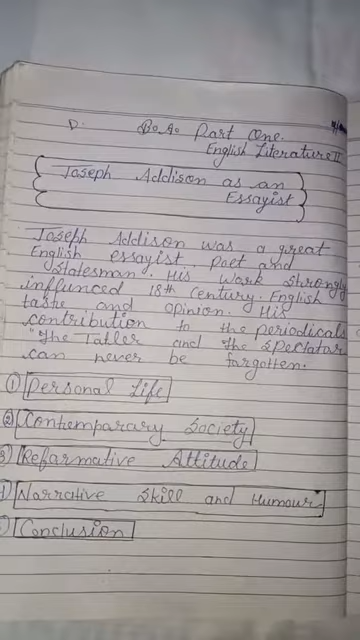 B.A. Part One.
English Literature II
Joseph Addison as an
Essayist
Joseph Addison was a great
English essayist Poet and
Statesman. His work strongly
influnced 18th Century English
taste and opinion. His
contribution to the periodicals
"The Tatler and The Spectator
can never be forgotten.
① Personal Life
② Contemparary Society
③ Reformative Attitude
④ Narrative Skill and Humour
⑤ Conclusion